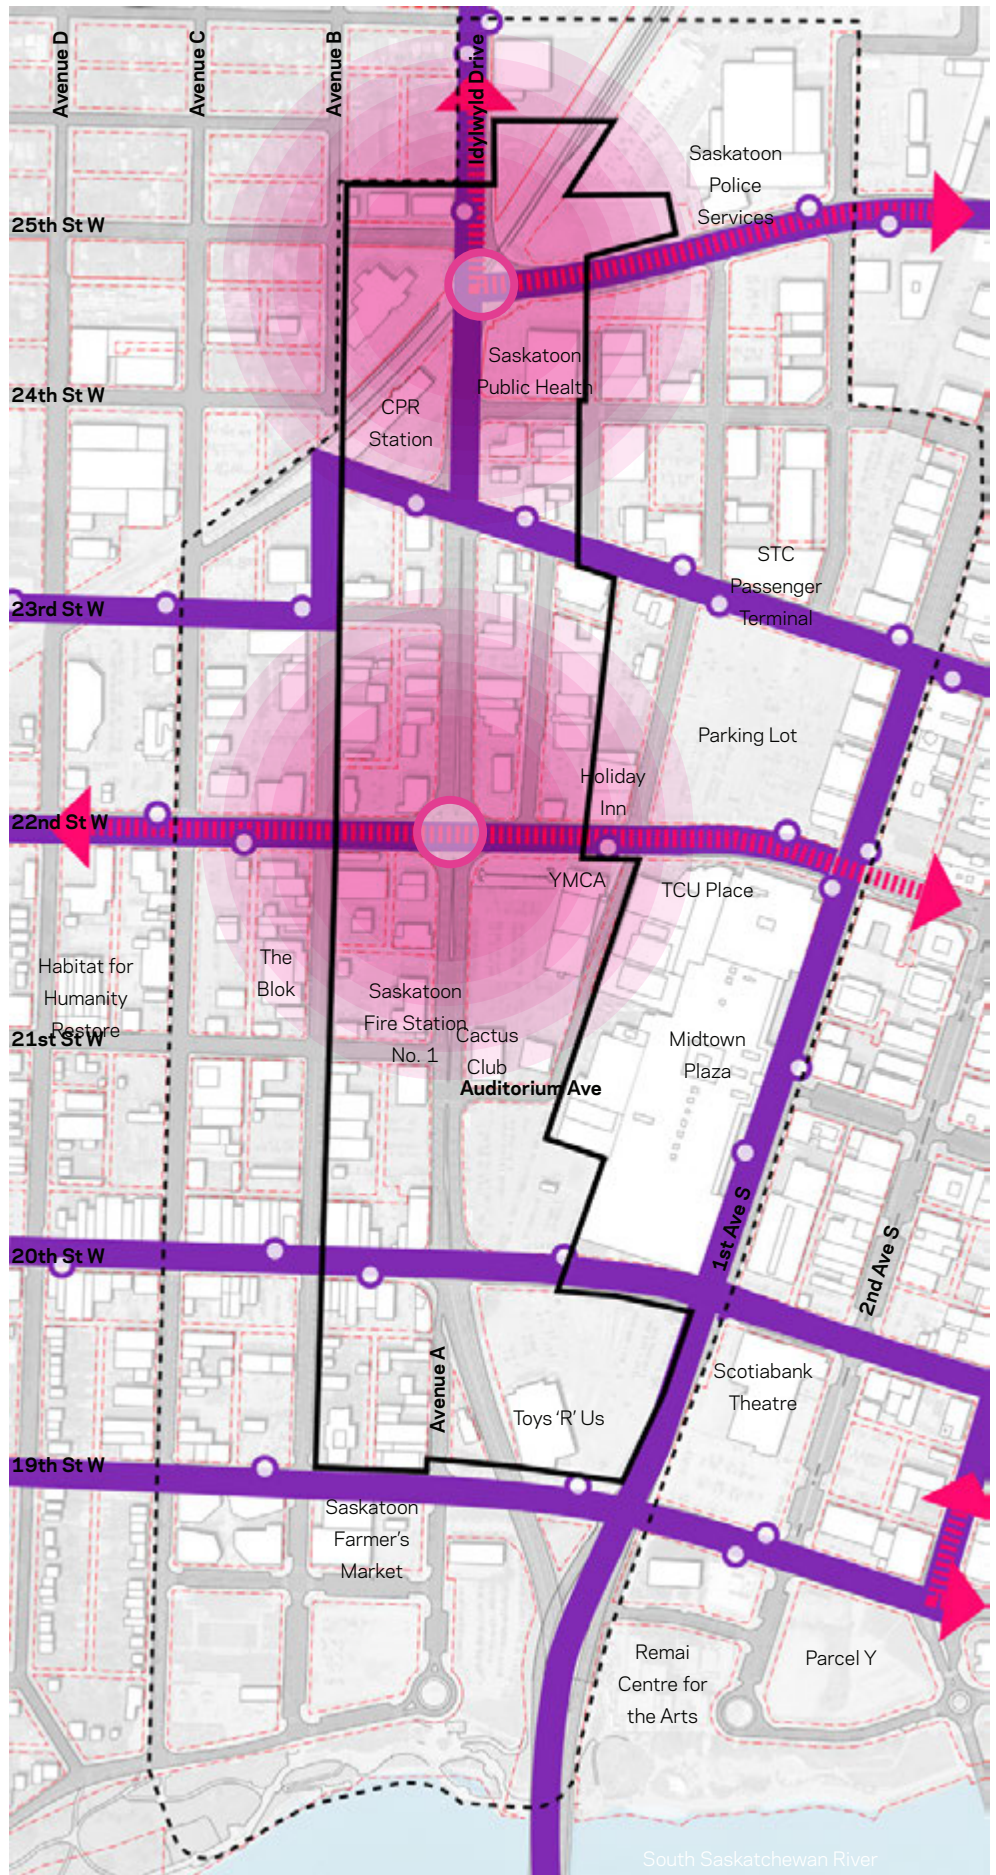 Avenue D
Avenue C
Avenue B
Idylwyld Drive
Saskatoon
Police
Services
25th St W
Saskatoon
Public Health
24th St W
CPR
Station
STC
Passenger
Terminal
23rd St W
Parking Lot
Holiday
Inn
22nd St W
YMCA
TCU Place
Habitat for
Humanity
Restore
The
Blok
Saskatoon
Fire Station
No. 1
21st St W
Cactus
Club
Midtown
Plaza
Auditorium Ave
1st Ave S
2nd Ave S
20th St W
Avenue A
Scotiabank
Theatre
Toys ‘R’ Us
19th St W
Saskatoon
Farmer’s
Market
Remai
Centre for
the Arts
Parcel Y
South Saskatchewan River